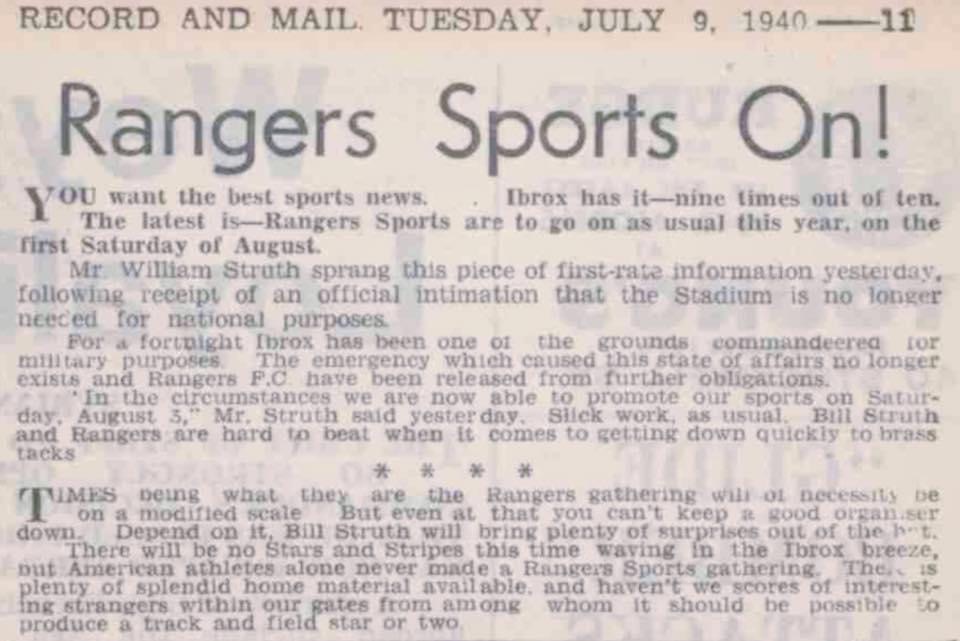 RECORD AND MAIL. TUESDAY, JULY 9, 1940 — 11
Rangers Sports On!
YOU want the best sports news. . Ibrox has it—nine times out of ten.
The latest is—Rangers Sports are to go on as usual this year, on the
first Saturday of August.
Mr. William Struth sprang this piece of first-rate information yesterday,
following receipt of an official intimation that the Stadium is no longer
needed for national purposes.
For a fortnight Ibrox has been one of the grounds commandeered for
military purposes. The emergency which caused this state of affairs no longer
exists and Rangers F.C. have been released from further obligations.
"In the circumstances we are now able to promote our sports on Satur-
day, August 3," Mr. Struth said yesterday. Slick work, as usual. Bill Struth
and Rangers are hard to beat when it comes to getting down quickly to brass
tacks
* * * *
TIMES being what they are the Rangers gathering will of necessity be
on a modified scale But even at that you can't keep a good organiser
down. Depend on it, Bill Struth will bring plenty of surprises out of the
There will be no Stars and Stripes this time waving in the Ibrox breeze,
but American athletes alone never made a Rangers Sports gathering. is
plenty of splendid home material available, and haven't we scores of interest-
ing strangers within our gates from among whom it should be possible to
produce a track and field star or two